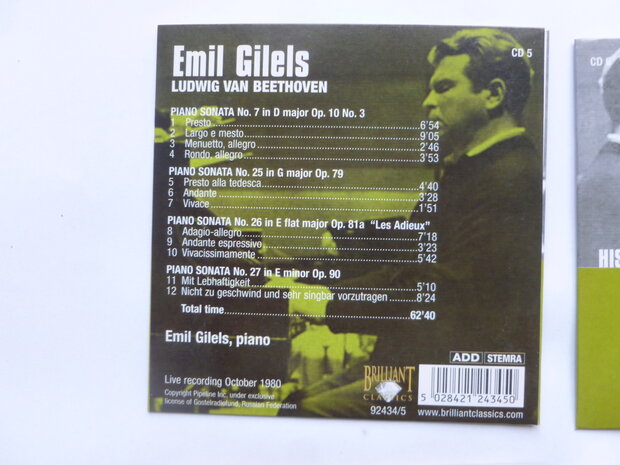 Emil Gilels
CD 5
LUDWIG VAN BEETHOVEN
PIANO SONATA No. 7 in D major Op. 10 No. 3
1 Presto 6'54
2 Largo e mesto 9'05
3 Menuetto, allegro 2'46
4 Rondo, allegro 3'53
PIANO SONATA No. 25 in G major Op. 79
5 Presto alla tedesca 4'40
6 Andante 3'28
7 Vivace 1'51
PIANO SONATA No. 26 in E flat major Op. 81a "Les Adieux"
8 Adagio-allegro 7'18
9 Andante espressivo 3'23
10 Vivacissimamente 5'42
PIANO SONATA No. 27 in E minor Op. 90
11 Mit Lebhaftigkeit 5'10
12 Nicht zu geschwind und sehr singbar vorzutragen 8'24
Total time 62'40
Emil Gilels, piano
Live recording October 1980
Copyright Pipeline Inc. under exclusive
license of Gostelradiofund, Russian Federation
BRILLIANT
CLASSICS
92434/5
ADD STEMRA
5 028421 243450
www.brilliantclassics.com
CD
HIS